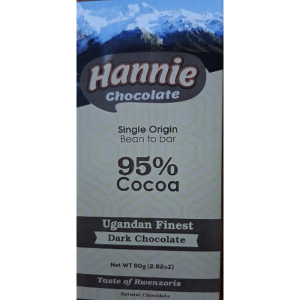 Hannie
Chocolate
Single Origin
Bean to bar
95%
Cocoa
Ugandan Finest
Dark Chocolate
Net WT 80g (2.82oz)
Taste of Rwenzoris
Natural Chocolate